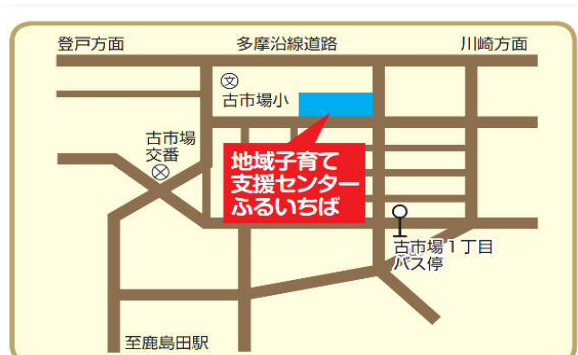 登戸方面
多摩沿線道路
川崎方面
文
古市場小
古市場
交番
地域子育て
支援センター
ふるいちば
古市場1丁目
バス停
至鹿島田駅